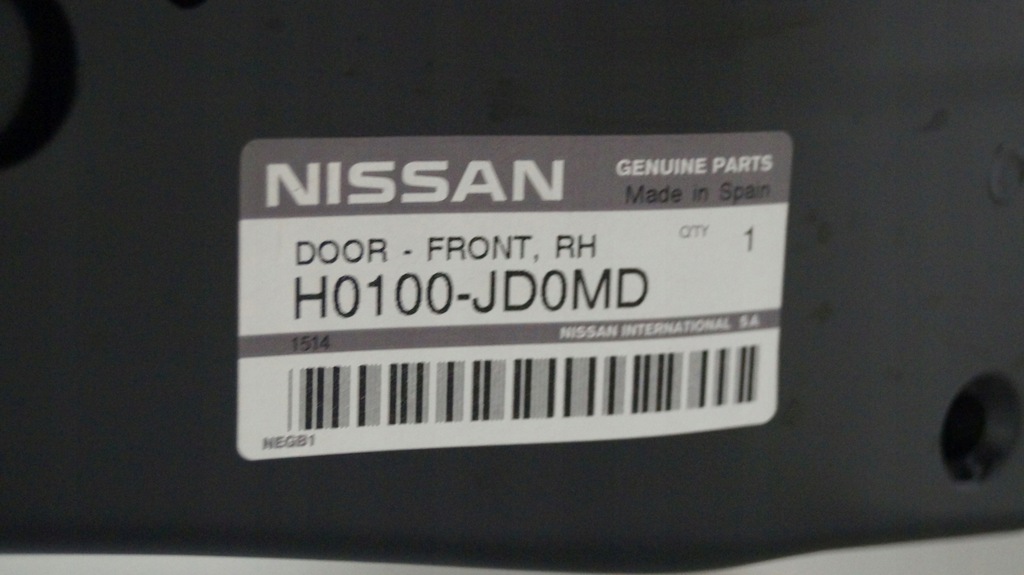 NISSAN
GENUINE PARTS
Made in Spain
DOOR - FRONT, RH
QTY 1
H0100-JD0MD
NISSAN INTERNATIONAL SA
1514
NEGB1